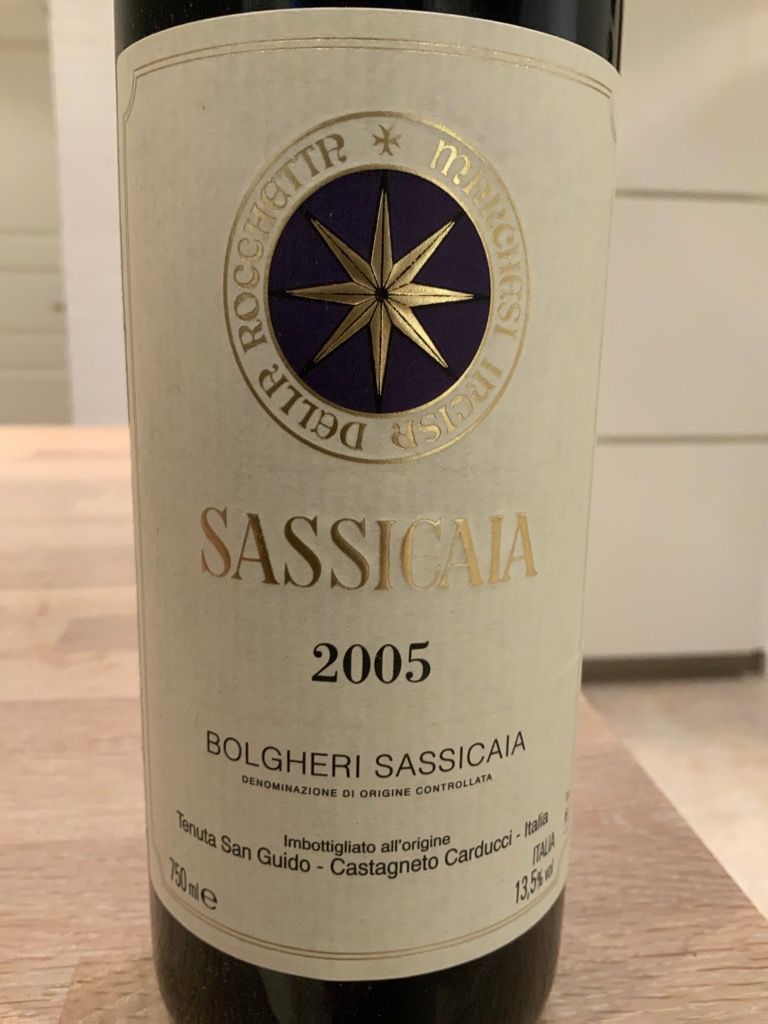 MARCHESI INCISA DELLA ROCCHETTA
SASSICAIA
2005
BOLGHERI SASSICAIA
DENOMINAZIONE DI ORIGINE CONTROLLATA
Imbottigliato all'origine
Tenuta San Guido - Castagneto Carducci - Italia
ITALIA
750 ml e
13,5% vol